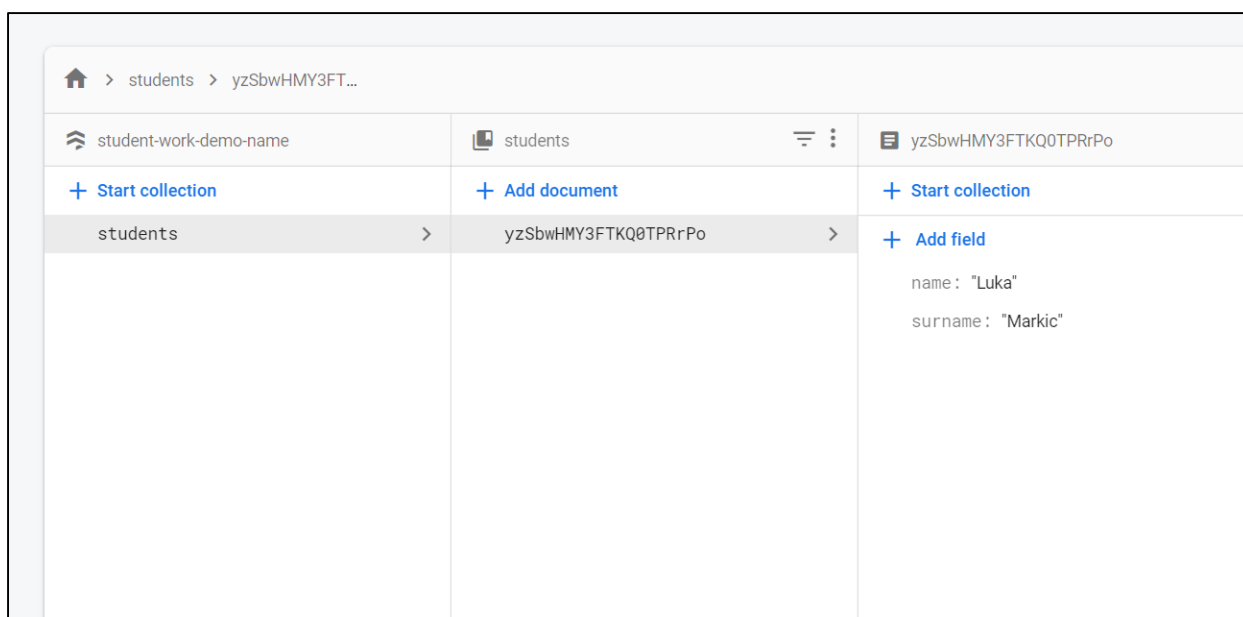 students > yzSbwHMY3FT...
student-work-demo-name
+ Start collection
students
students
+ Add document
yzSbwHMY3FTKQ0TPRrPo
yzSbwHMY3FTKQ0TPRrPo
+ Start collection
+ Add field
name: "Luka"
surname: "Markic"